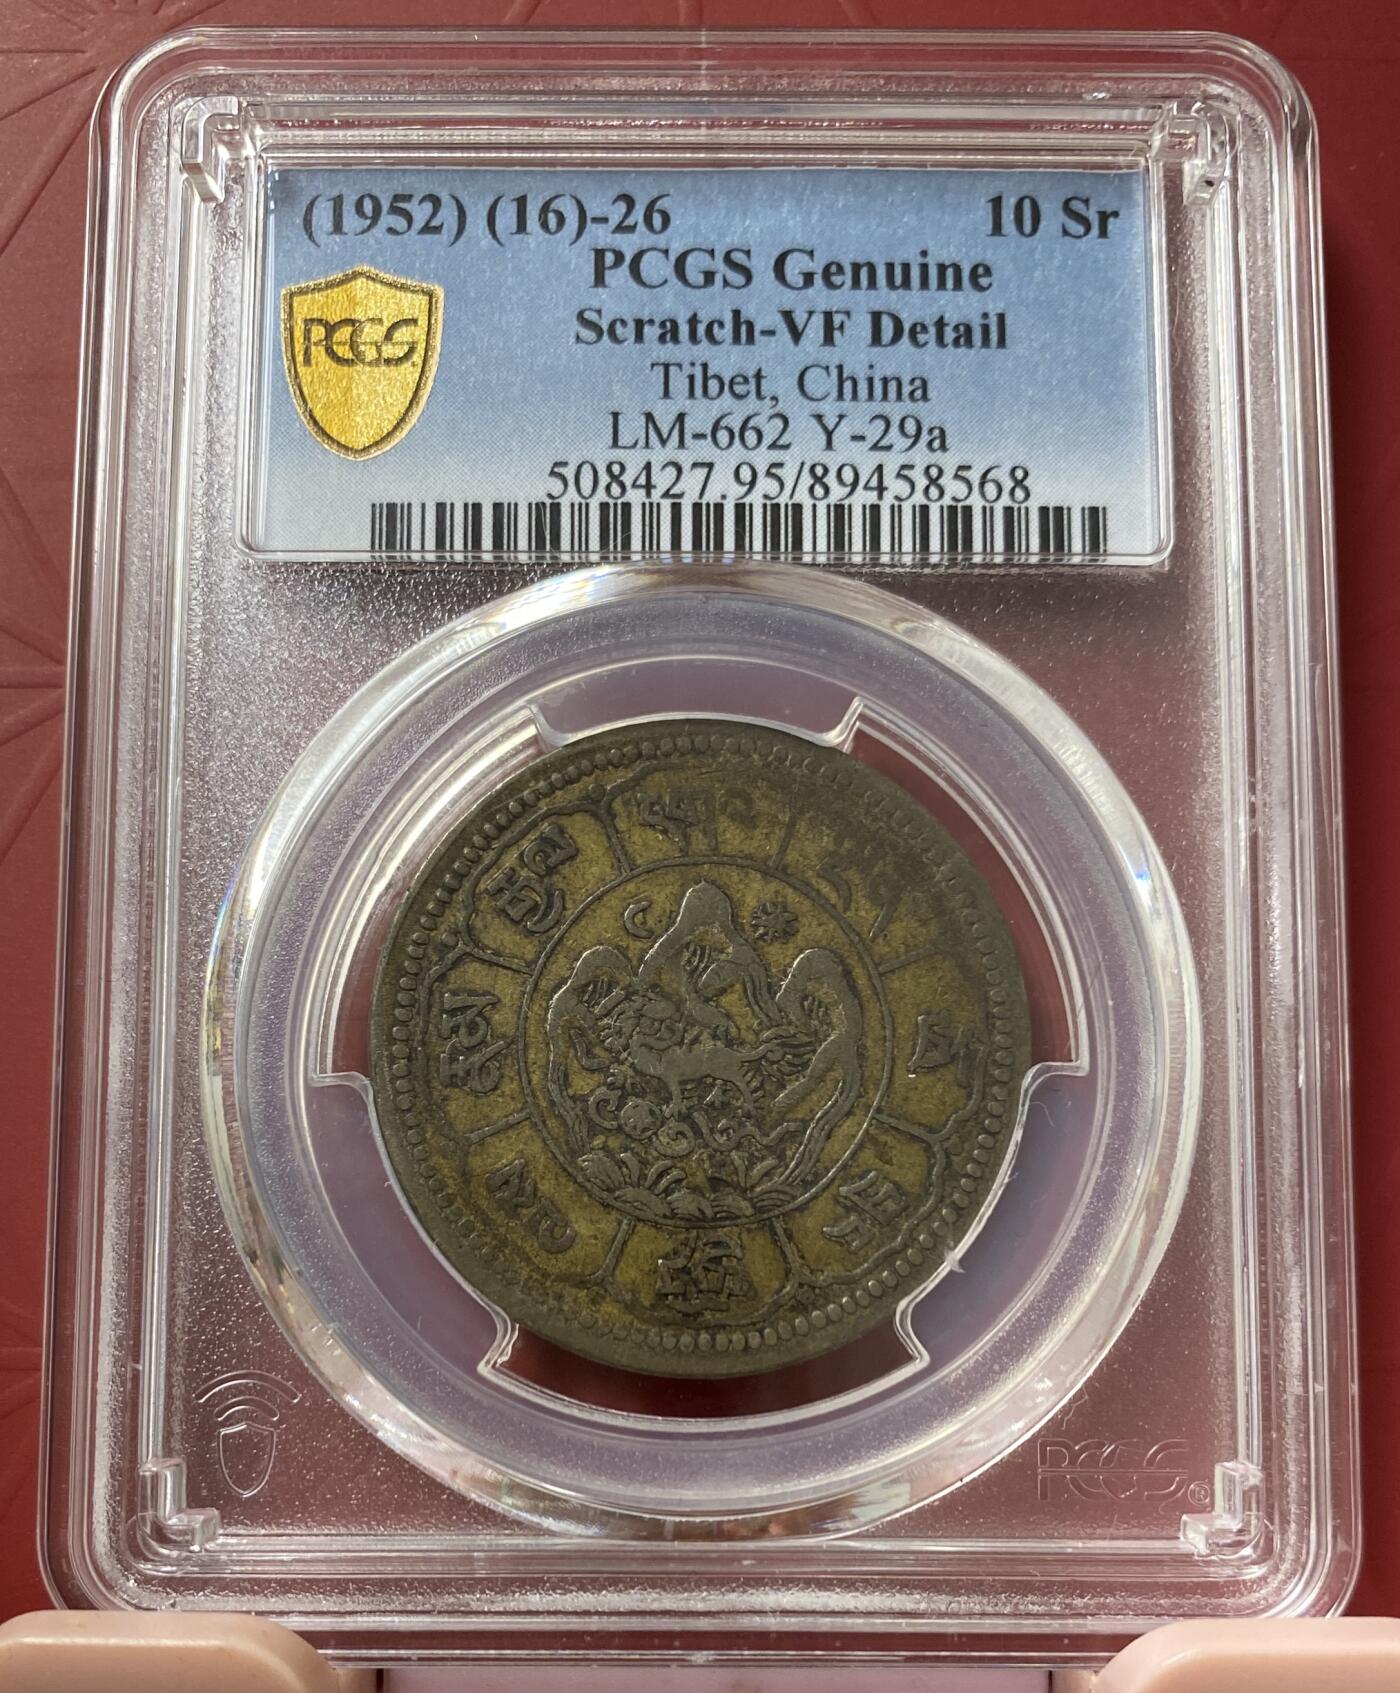 (1952) (16)-26 10 Sr
PCGS Genuine
Scratch-VF Detail
Tibet, China
LM-662 Y-29a
508427.95/89458568
PCGS
PCGS®